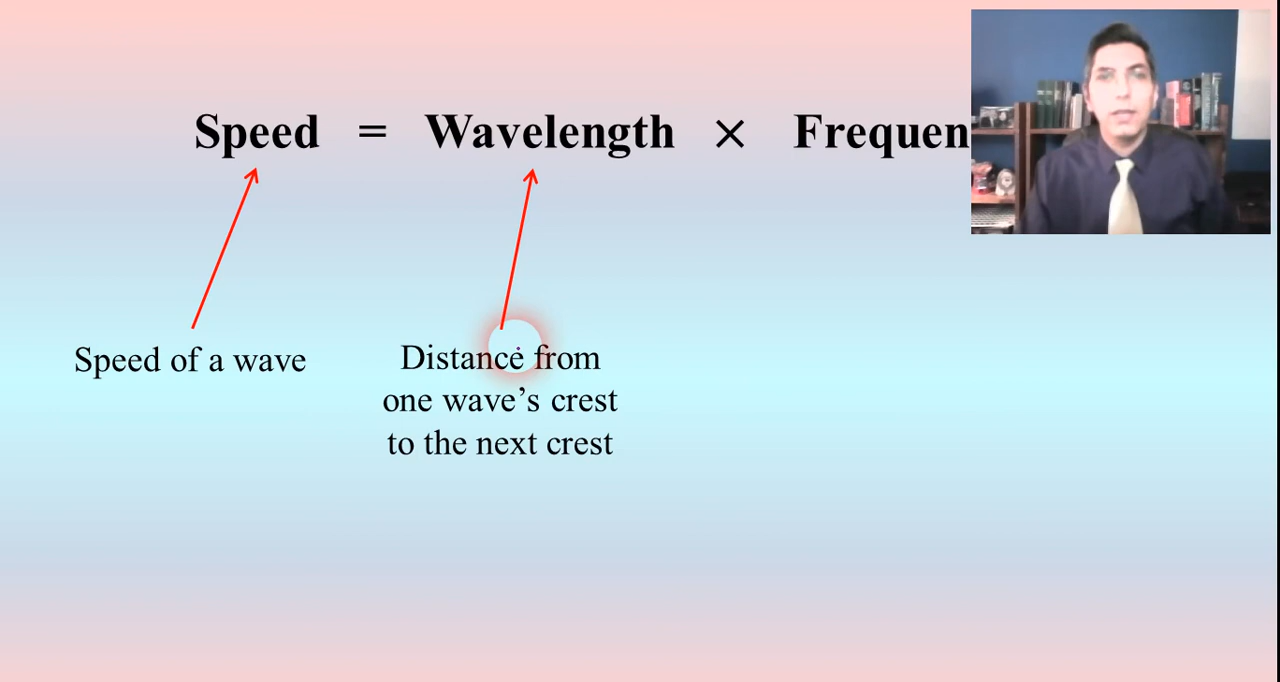 Speed = Wavelength × Frequen
Speed of a wave
Distance from
one wave’s crest
to the next crest